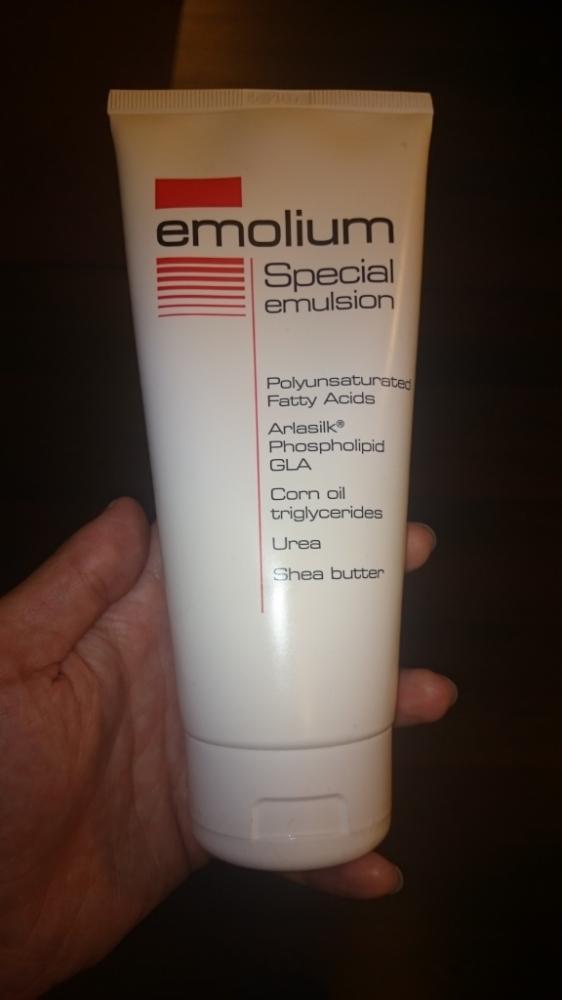 emolium
Special
emulsion
Polyunsaturated
Fatty Acids
Arlasilk®
Phospholipid
GLA
Corn oil
triglycerides
Urea
Shea butter